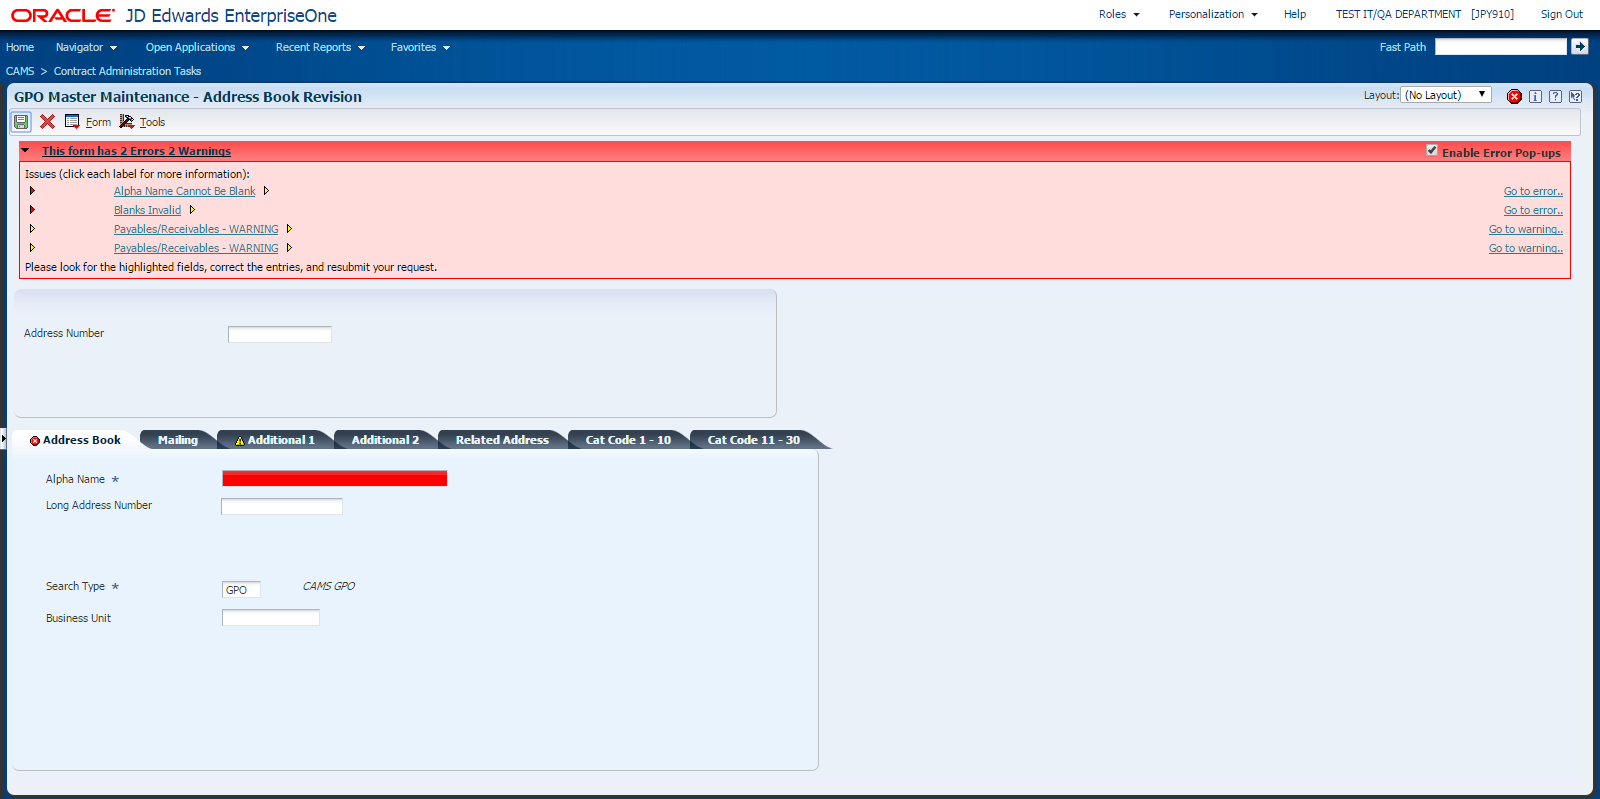 ORACLE JD Edwards EnterpriseOne
Roles Personalization Help TEST IT/QA DEPARTMENT [JPY910] Sign Out
Home Navigator Open Applications Recent Reports Favorites Fast Path
CAMS > Contract Administration Tasks
GPO Master Maintenance - Address Book Revision
Layout: (No Layout)
Form Tools
This form has 2 Errors 2 Warnings
Enable Error Pop-ups
Issues (click each label for more information):
Alpha Name Cannot Be Blank Go to error..
Blanks Invalid Go to error..
Payables/Receivables - WARNING Go to warning..
Payables/Receivables - WARNING Go to warning..
Please look for the highlighted fields, correct the entries, and resubmit your request.
Address Number
Address Book Mailing Additional 1 Additional 2 Related Address Cat Code 1 - 10 Cat Code 11 - 30
Alpha Name *
Long Address Number
Search Type * GPO CAMS GPO
Business Unit